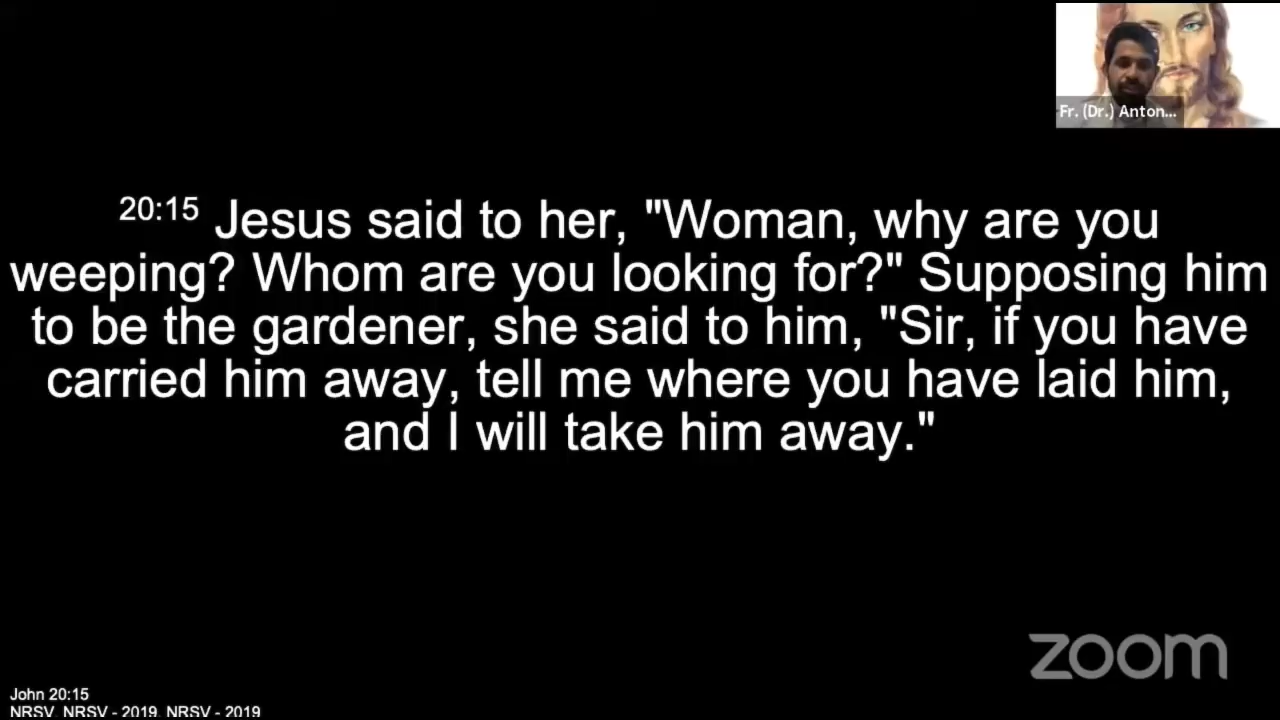 Fr. (Dr.) Anton...
20:15 Jesus said to her, "Woman, why are you
weeping? Whom are you looking for?" Supposing him
to be the gardener, she said to him, "Sir, if you have
carried him away, tell me where you have laid him,
and I will take him away."
zoom
John 20:15
NRSV, NRSV - 2019, NRSV - 2019